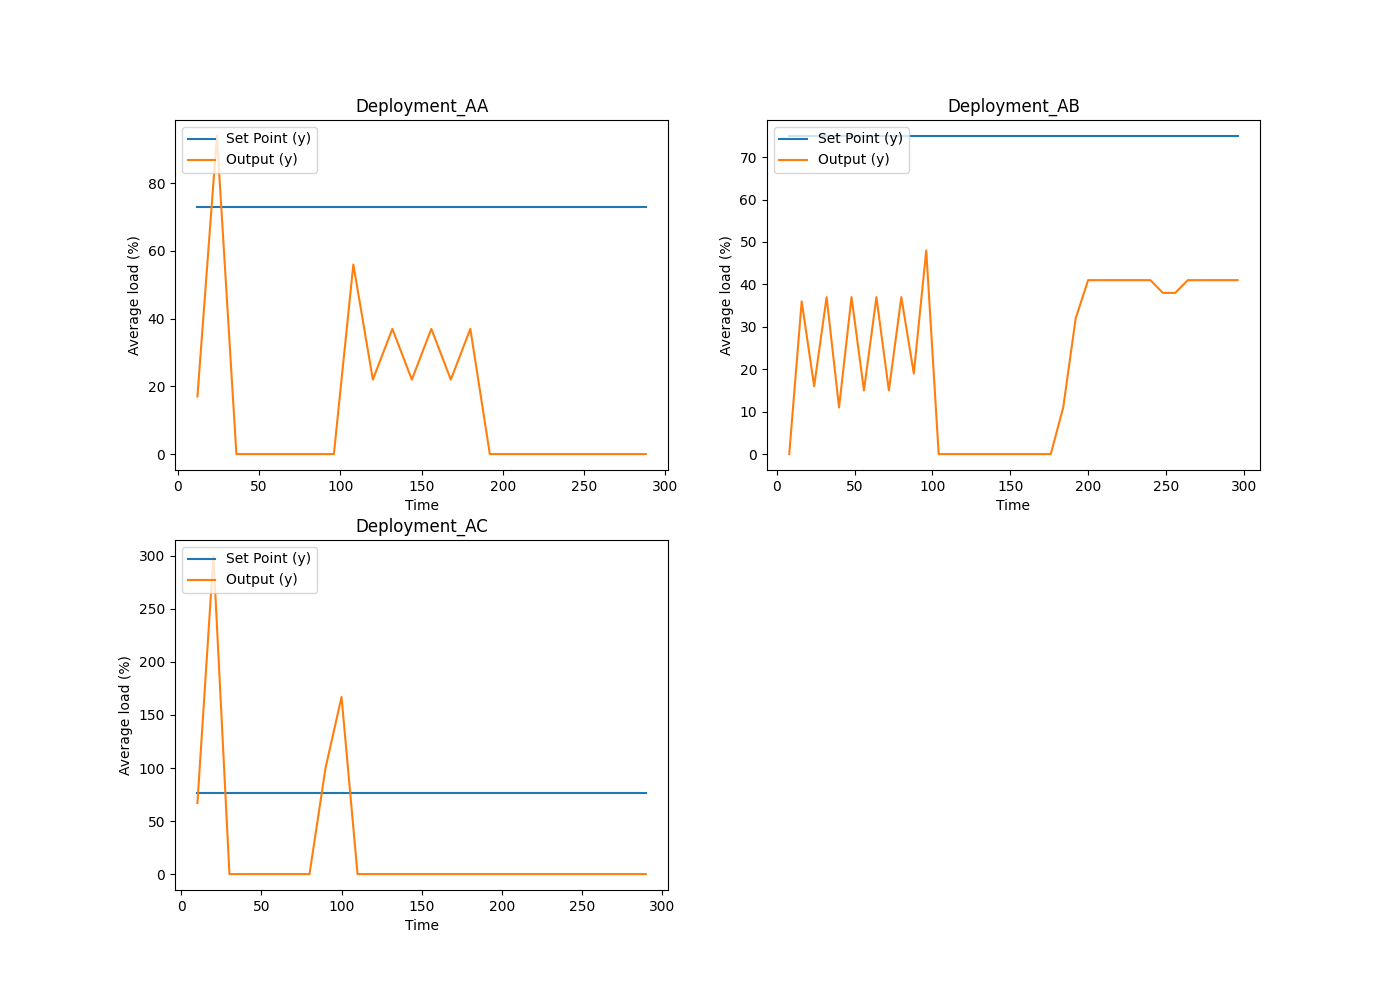 Deployment_AA
Set Point (y)
Output (y)
80
60
40
20
0
Average load (%)
0 50 100 150 200 250 300
Time
Deployment_AB
Set Point (y)
Output (y)
70
60
50
40
30
20
10
0
Average load (%)
0 50 100 150 200 250 300
Time
Deployment_AC
Set Point (y)
Output (y)
300
250
200
150
100
50
0
Average load (%)
0 50 100 150 200 250 300
Time